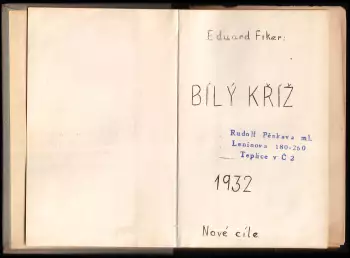 Eduard Fiker:
BÍLÝ KŘÍŽ
Rudolf Pěnkava ml.
Leninova 180-260
Teplice v Č 2
1932
Nové cíle